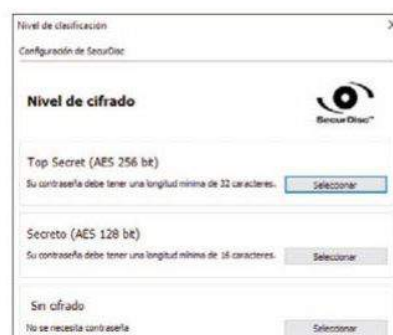 Nivel de clasificación
Configuración de SecurDisc
Nivel de cifrado
SecurDisc™
Top Secret (AES 256 bit)
Su contraseña debe tener una longitud mínima de 32 caracteres.
Seleccionar
Secreto (AES 128 bit)
Su contraseña debe tener una longitud mínima de 16 caracteres.
Seleccionar
Sin cifrado
No se necesita contraseña
Seleccionar